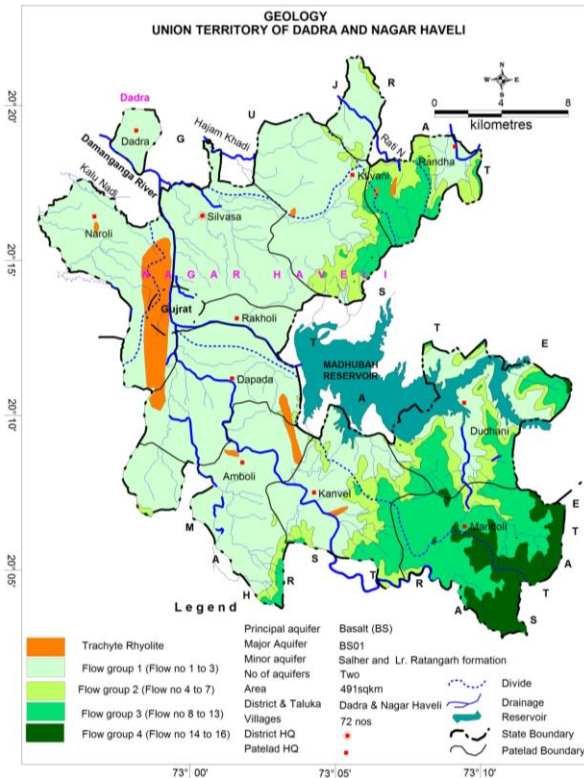 GEOLOGY
UNION TERRITORY OF DADRA AND NAGAR HAVELI
N
W E
S
0 4 8
kilometres
20°20'
20°15'
20°10'
20°05'
Dadra
Dadra
G U J R A T
Hajam Khadi
Damanganga River
Kalu Nadi
Rati N
Randha
Kuvani
Silvasa
Naroli
N A G A R H A V E L I
Gujrat
Rakholi
S T A T E
MADHUBAH
RESERVOIR
Dapada
Dudhani
Amboli
Kanvel
Mandoli
M A H R S T R A S T A T E
Legend
Trachyte Rhyolite
Flow group 1 (Flow no 1 to 3)
Flow group 2 (Flow no 4 to 7)
Flow group 3 (Flow no 8 to 13)
Flow group 4 (Flow no 14 to 16)
Principal aquifer Basalt (BS)
Major Aquifer BS01
Minor aquifer Salher and Lr. Ratangarh formation
No of aquifers Two
Area 491sqkm
District & Taluka Dadra & Nagar Haveli
Villages 72 nos
District HQ
Patelad HQ
Divide
Drainage
Reservoir
State Boundary
Patelad Boundary
73° 00' 73° 05' 73° 10'